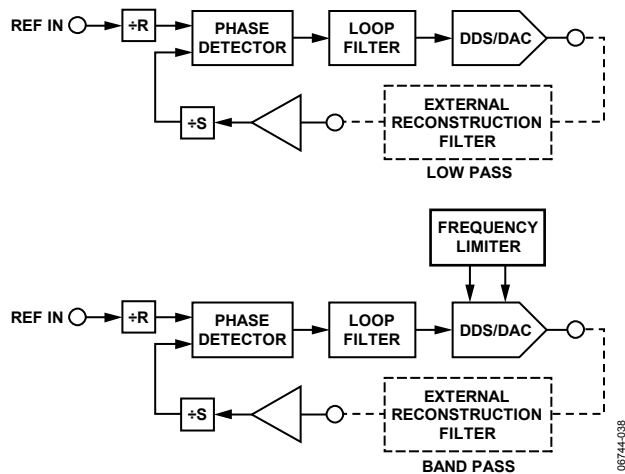 REF IN
÷R
PHASE
DETECTOR
LOOP
FILTER
DDS/DAC
÷S
EXTERNAL
RECONSTRUCTION
FILTER
LOW PASS
FREQUENCY
LIMITER
REF IN
÷R
PHASE
DETECTOR
LOOP
FILTER
DDS/DAC
÷S
EXTERNAL
RECONSTRUCTION
FILTER
BAND PASS
06744-038